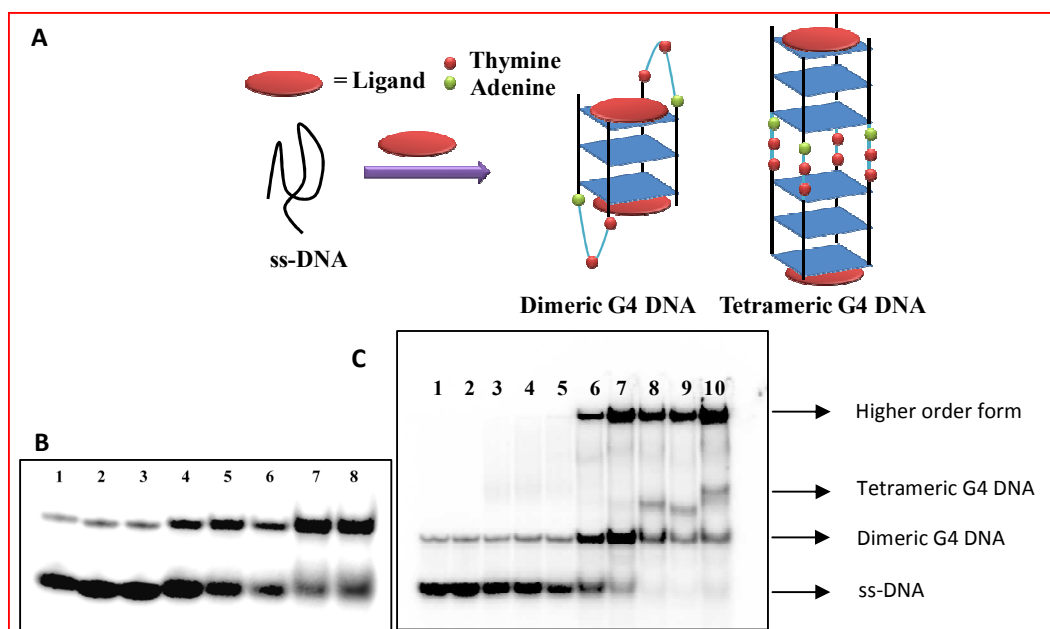 A
= Ligand
Thymine
Adenine
ss-DNA
Dimeric G4 DNA
Tetrameric G4 DNA
C
1 2 3 4 5 6 7 8 9 10
Higher order form
Tetrameric G4 DNA
Dimeric G4 DNA
ss-DNA
B
1 2 3 4 5 6 7 8